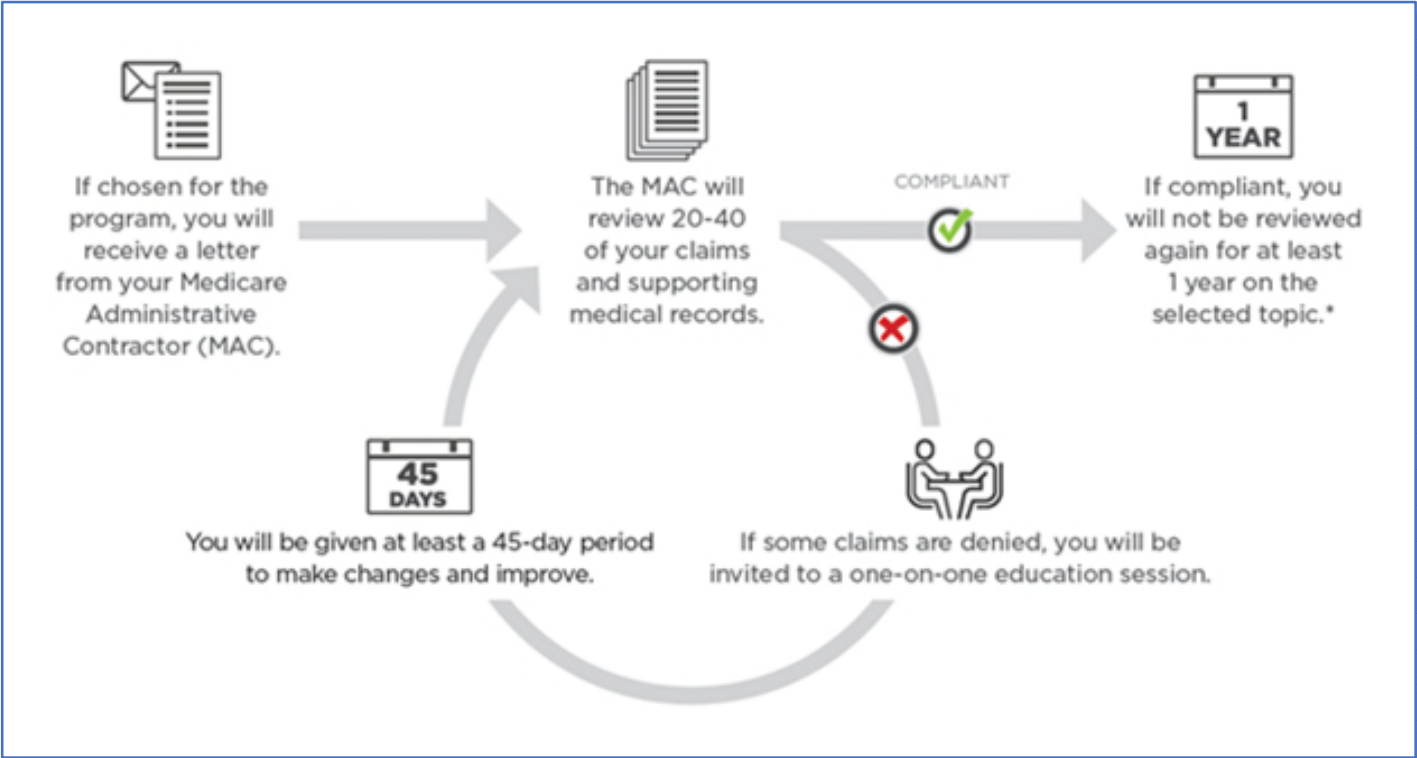 If chosen for the
program, you will
receive a letter
from your Medicare
Administrative
Contractor (MAC).
The MAC will
review 20-40
of your claims
and supporting
medical records.
COMPLIANT
1
YEAR
If compliant, you
will not be reviewed
again for at least
1 year on the
selected topic.*
45
DAYS
You will be given at least a 45-day period
to make changes and improve.
If some claims are denied, you will be
invited to a one-on-one education session.